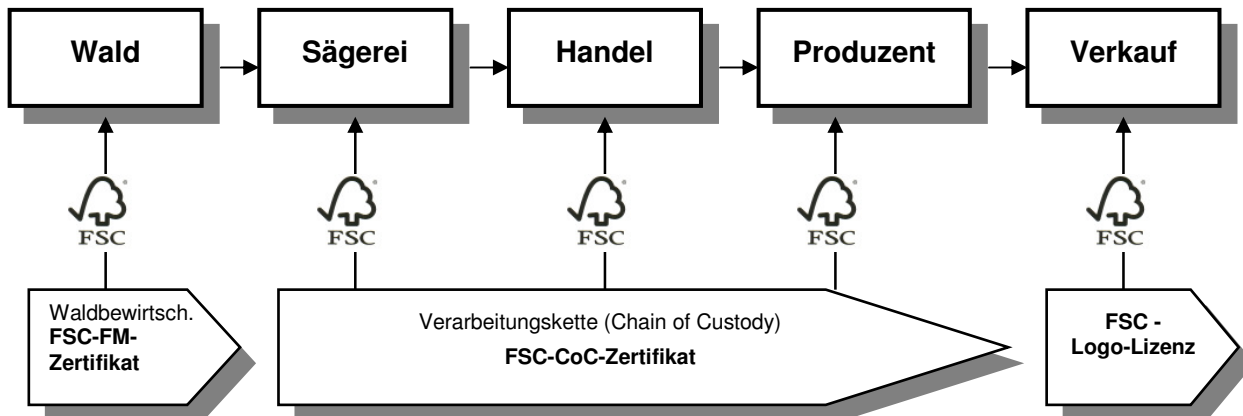 Wald
Sägerei
Handel
Produzent
Verkauf
FSC
FSC
FSC
FSC
FSC
Waldbewirtsch.
FSC-FM-
Zertifikat
Verarbeitungskette (Chain of Custody)
FSC-CoC-Zertifikat
FSC -
Logo-Lizenz